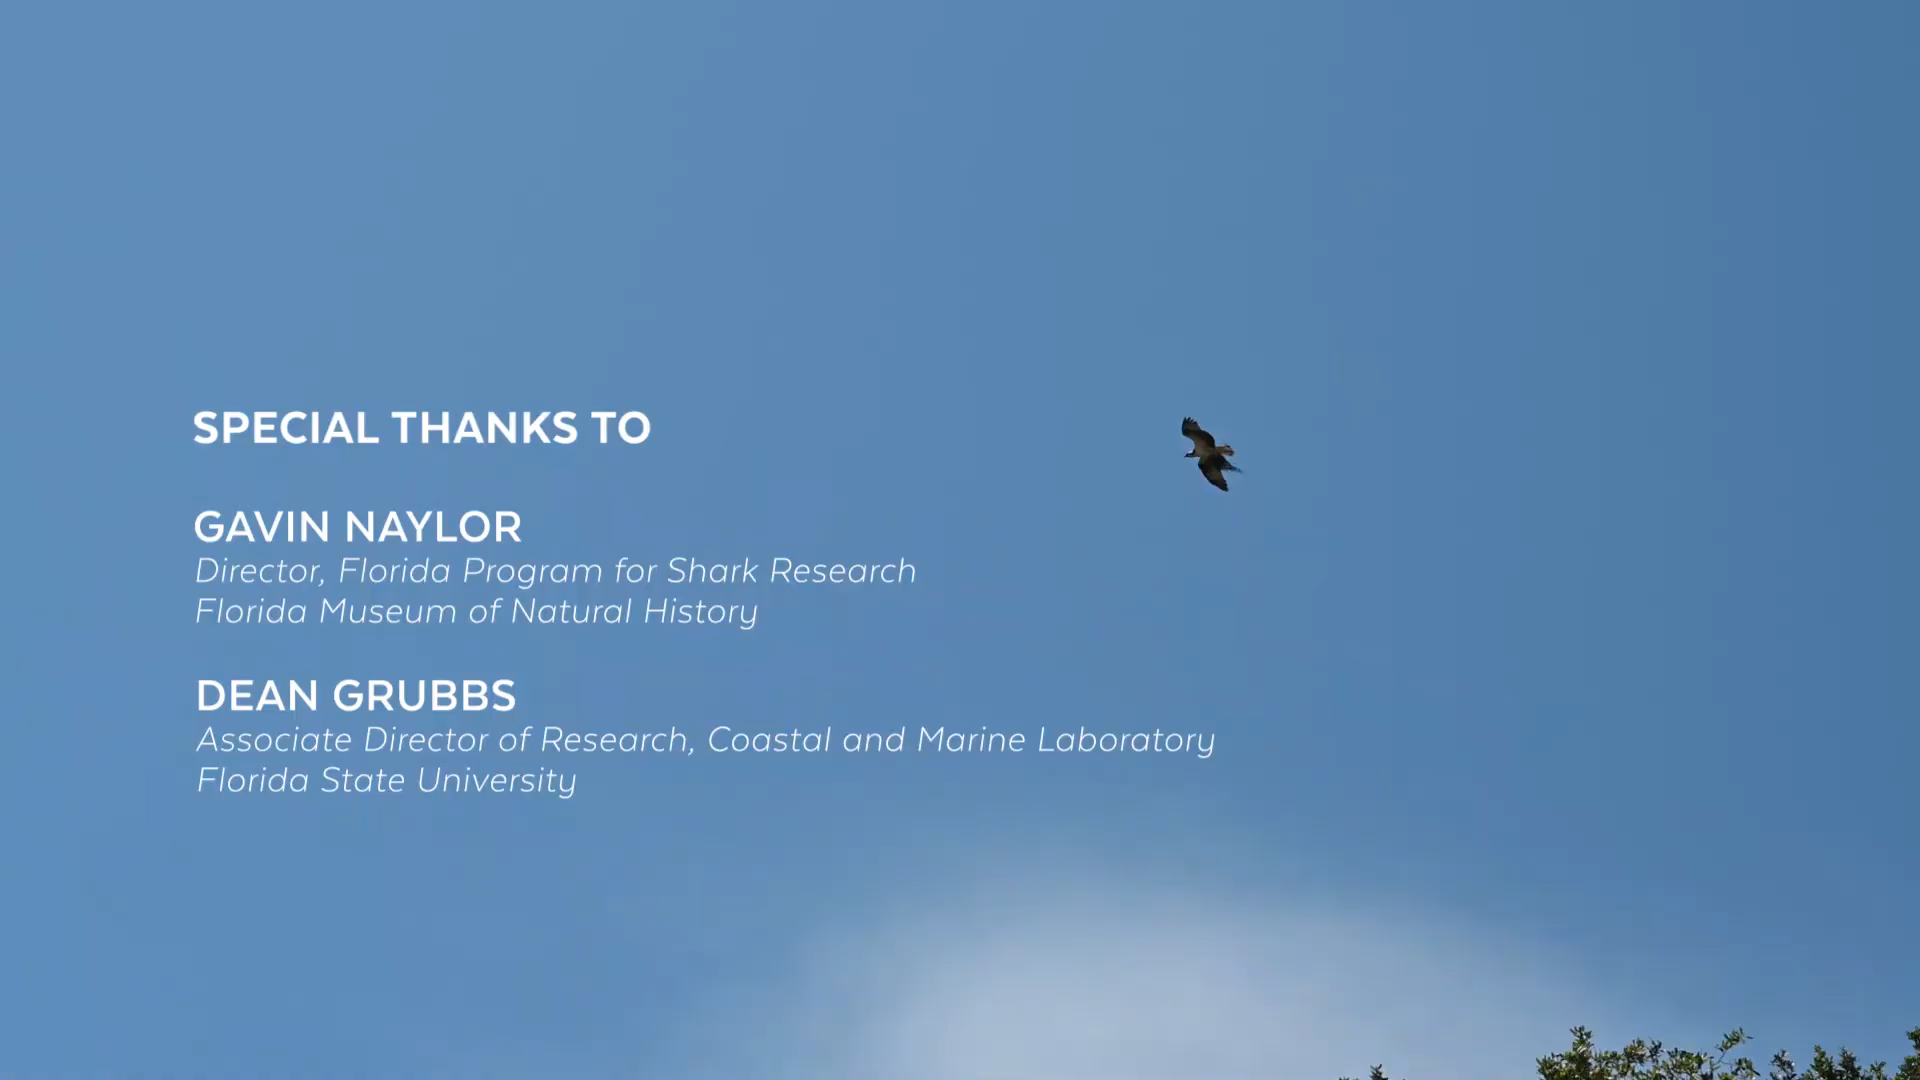 SPECIAL THANKS TO
GAVIN NAYLOR
Director, Florida Program for Shark Research
Florida Museum of Natural History
DEAN GRUBBS
Associate Director of Research, Coastal and Marine Laboratory
Florida State University